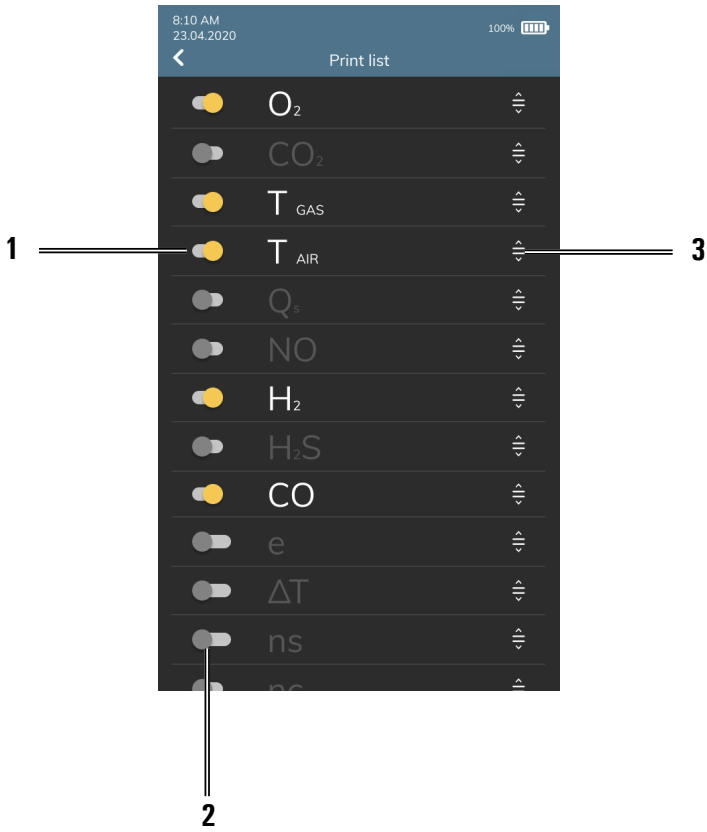 8:10 AM
23.04.2020
100%
Print list
O₂
CO₂
T GAS
1 T AIR 3
Qₛ
NO
H₂
H₂S
CO
e
ΔT
ns
2